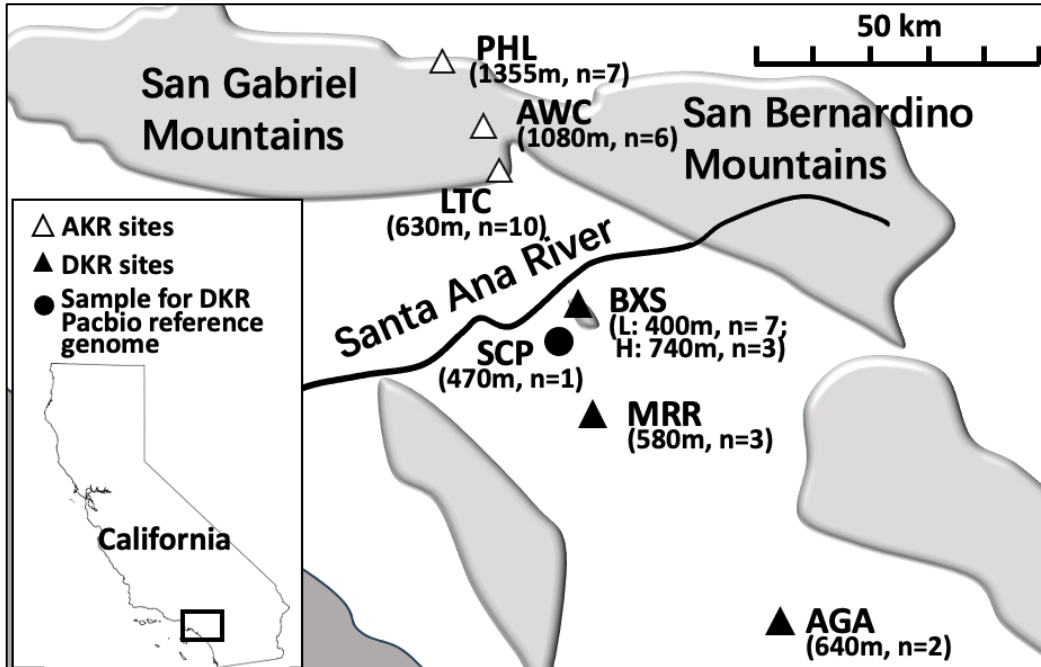 50 km
PHL
(1355m, n=7)
San Gabriel
Mountains
AWC
(1080m, n=6)
San Bernardino
Mountains
LTC
(630m, n=10)
Santa Ana River
AKR sites
DKR sites
Sample for DKR
Pacbio reference
genome
BXS
(L: 400m, n= 7;
H: 740m, n=3)
SCP
(470m, n=1)
MRR
(580m, n=3)
California
AGA
(640m, n=2)